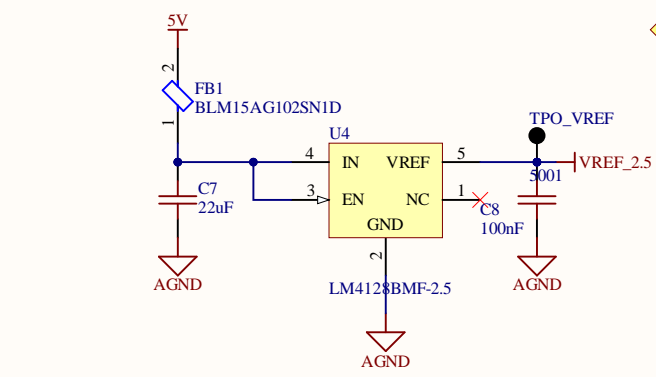 5V
2
FB1
BLM15AG102SN1D
1
TPO_VREF
U4
4
IN
VREF
5
VREF_2.5
5001
C7
22uF
3
EN
NC
1
C8
100nF
GND
2
AGND
LM4128BMF-2.5
AGND
AGND